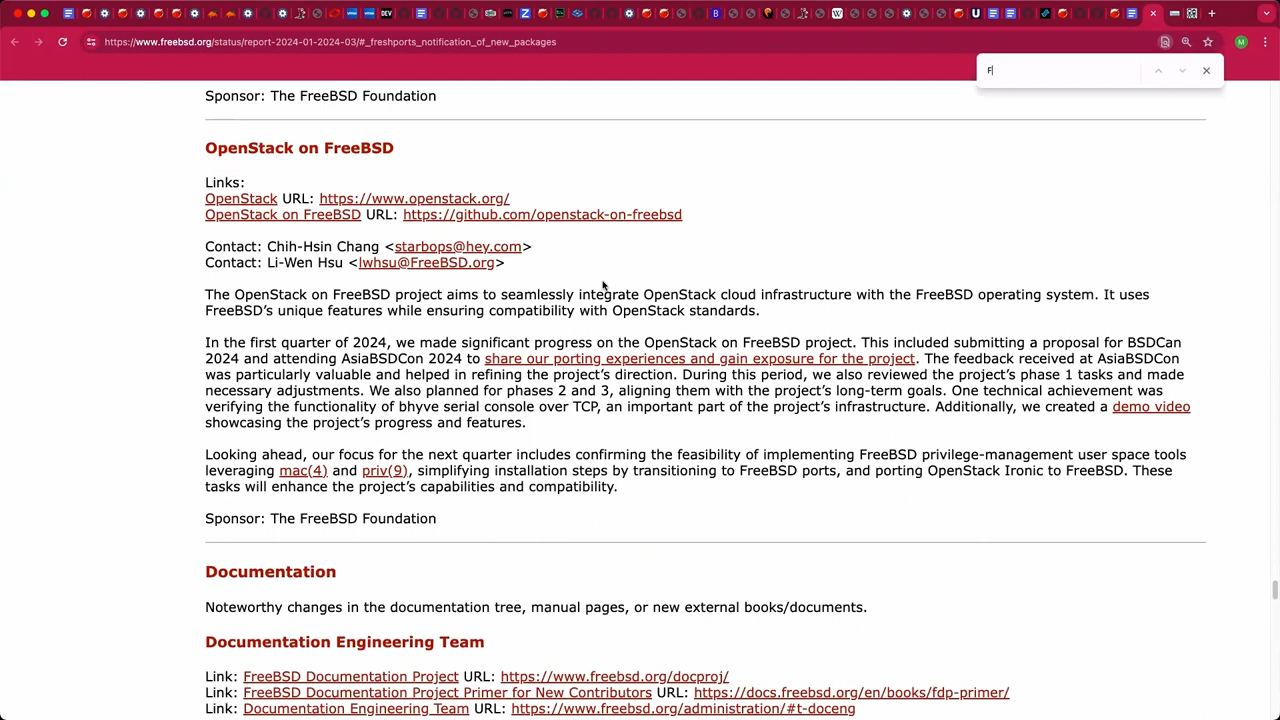 DEV
Z
B
W
U
https://www.freebsd.org/status/report-2024-01-2024-03/#_freshports_notification_of_new_packages
M
F
Sponsor: The FreeBSD Foundation
OpenStack on FreeBSD
Links:
OpenStack URL: https://www.openstack.org/
OpenStack on FreeBSD URL: https://github.com/openstack-on-freebsd
Contact: Chih-Hsin Chang <starbops@hey.com>
Contact: Li-Wen Hsu <lwhsu@FreeBSD.org>
The OpenStack on FreeBSD project aims to seamlessly integrate OpenStack cloud infrastructure with the FreeBSD operating system. It uses
FreeBSD’s unique features while ensuring compatibility with OpenStack standards.
In the first quarter of 2024, we made significant progress on the OpenStack on FreeBSD project. This included submitting a proposal for BSDCan
2024 and attending AsiaBSDCon 2024 to share our porting experiences and gain exposure for the project. The feedback received at AsiaBSDCon
was particularly valuable and helped in refining the project’s direction. During this period, we also reviewed the project’s phase 1 tasks and made
necessary adjustments. We also planned for phases 2 and 3, aligning them with the project’s long-term goals. One technical achievement was
verifying the functionality of bhyve serial console over TCP, an important part of the project’s infrastructure. Additionally, we created a demo video
showcasing the project’s progress and features.
Looking ahead, our focus for the next quarter includes confirming the feasibility of implementing FreeBSD privilege-management user space tools
leveraging mac(4) and priv(9), simplifying installation steps by transitioning to FreeBSD ports, and porting OpenStack Ironic to FreeBSD. These
tasks will enhance the project’s capabilities and compatibility.
Sponsor: The FreeBSD Foundation
Documentation
Noteworthy changes in the documentation tree, manual pages, or new external books/documents.
Documentation Engineering Team
Link: FreeBSD Documentation Project URL: https://www.freebsd.org/docproj/
Link: FreeBSD Documentation Project Primer for New Contributors URL: https://docs.freebsd.org/en/books/fdp-primer/
Link: Documentation Engineering Team URL: https://www.freebsd.org/administration/#t-doceng